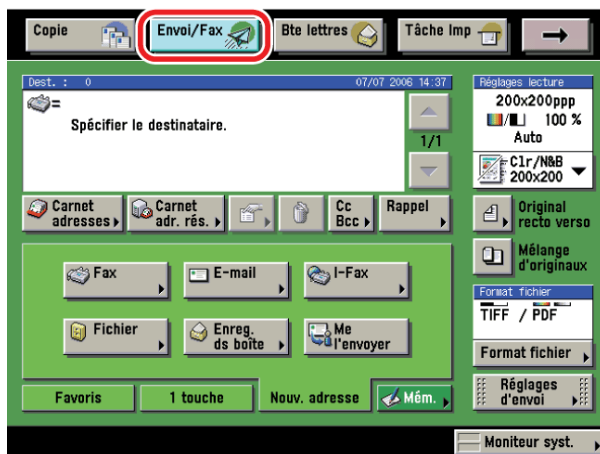 Copie
Envoi/Fax
Bte lettres
Tâche Imp
Dest. : 0
07/07 2006 14:37
=
Spécifier le destinataire.
1/1
Carnet
adresses
Carnet
adr. rés.
Cc
Bcc
Rappel
Fax
E-mail
I-Fax
Fichier
Enreg.
ds boîte
Me
l'envoyer
Favoris
1 touche
Nouv. adresse
Mém.
Réglages lecture
200x200ppp
/ 100 %
Auto
Clr/N&B
200x200
Original
recto verso
Mélange
d'originaux
Format fichier
TIFF / PDF
Format fichier
Réglages
d'envoi
Moniteur syst.